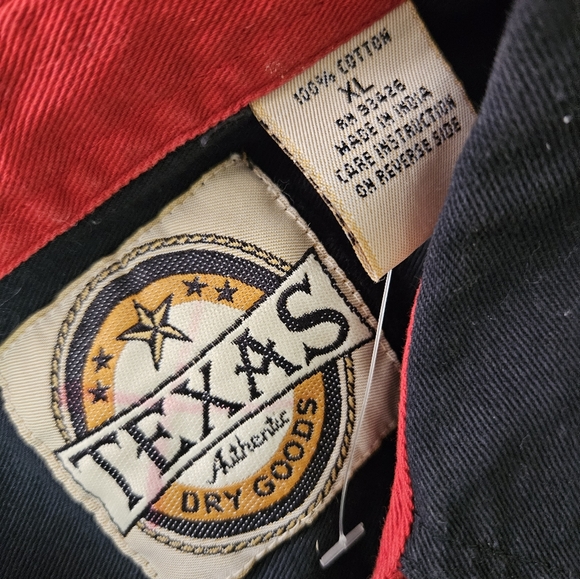 100% COTTON
XL
RN 93426
MADE IN INDIA
CARE INSTRUCTION
ON REVERSE SIDE
TEXAS
Authentic
DRY GOODS